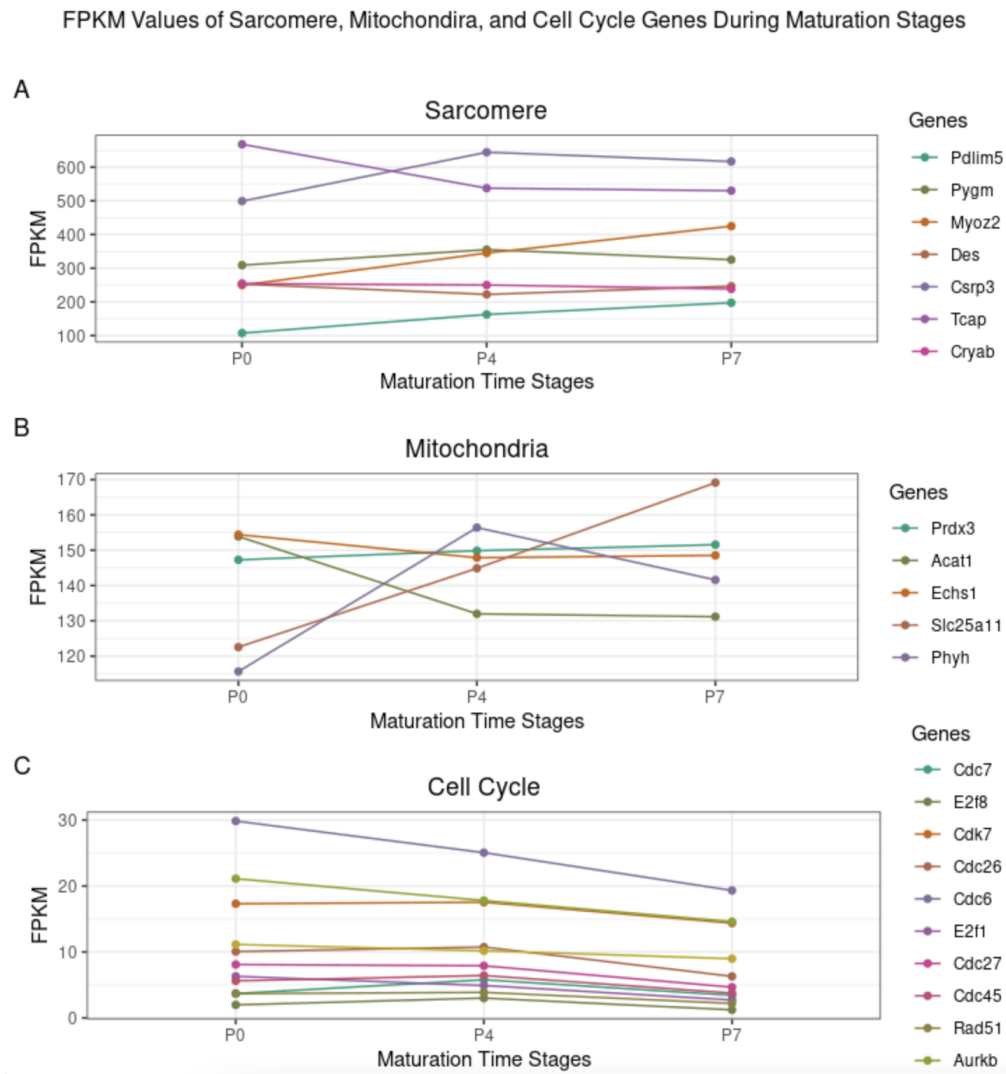 FPKM Values of Sarcomere, Mitochondira, and Cell Cycle Genes During Maturation Stages
A
Sarcomere
Genes
Pdlim5
Pygm
Myoz2
Des
Csrp3
Tcap
Cryab
FPKM
600
500
400
300
200
100
P0 P4 P7
Maturation Time Stages
B
Mitochondria
Genes
Prdx3
Acat1
Echs1
Slc25a11
Phyh
FPKM
170
160
150
140
130
120
P0 P4 P7
Maturation Time Stages
C
Cell Cycle
Genes
Cdc7
E2f8
Cdk7
Cdc26
Cdc6
E2f1
Cdc27
Cdc45
Rad51
Aurkb
FPKM
30
20
10
0
P0 P4 P7
Maturation Time Stages